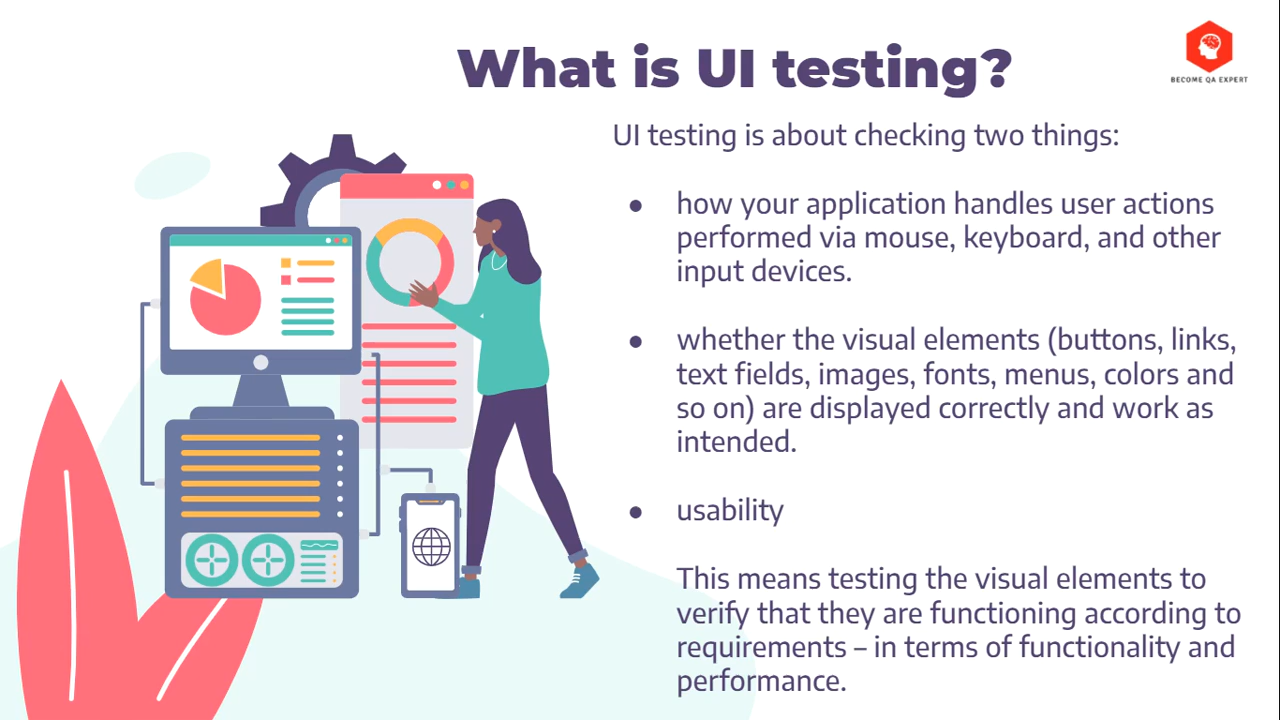 What is UI testing?
BECOME QA EXPERT
UI testing is about checking two things:
● how your application handles user actions
performed via mouse, keyboard, and other
input devices.
● whether the visual elements (buttons, links,
text fields, images, fonts, menus, colors and
so on) are displayed correctly and work as
intended.
● usability
This means testing the visual elements to
verify that they are functioning according to
requirements – in terms of functionality and
performance.